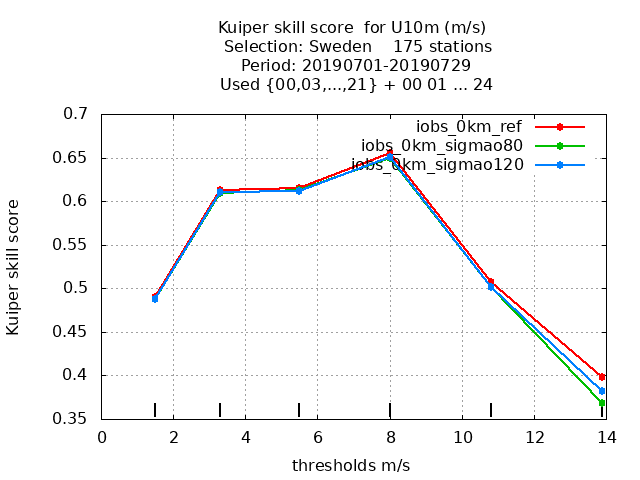 Kuiper skill score  for U10m (m/s)
Selection: Sweden    175 stations
Period: 20190701-20190729
Used {00,03,...,21} + 00 01 ... 24
iobs_0km_ref
iobs_0km_sigmao80
iobs_0km_sigmao120
Kuiper skill score
0.7
0.65
0.6
0.55
0.5
0.45
0.4
0.35
0 2 4 6 8 10 12 14
thresholds m/s